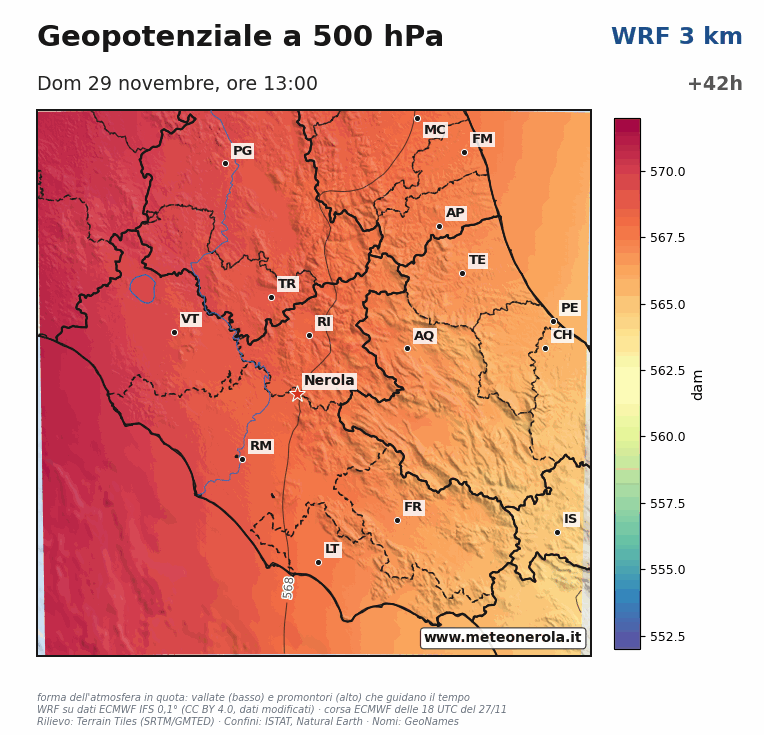 Geopotenziale a 500 hPa
WRF 3 km
Dom 29 novembre, ore 13:00
+42h
MC
FM
PG
AP
TE
TR
PE
VT
RI
CH
AQ
Nerola
RM
FR
IS
LT
568
www.meteonerola.it
570.0
567.5
565.0
562.5
560.0
557.5
555.0
552.5
dam
forma dell'atmosfera in quota: vallate (basso) e promontori (alto) che guidano il tempo
WRF su dati ECMWF IFS 0,1° (CC BY 4.0, dati modificati) · corsa ECMWF delle 18 UTC del 27/11
Rilievo: Terrain Tiles (SRTM/GMTED) · Confini: ISTAT, Natural Earth · Nomi: GeoNames